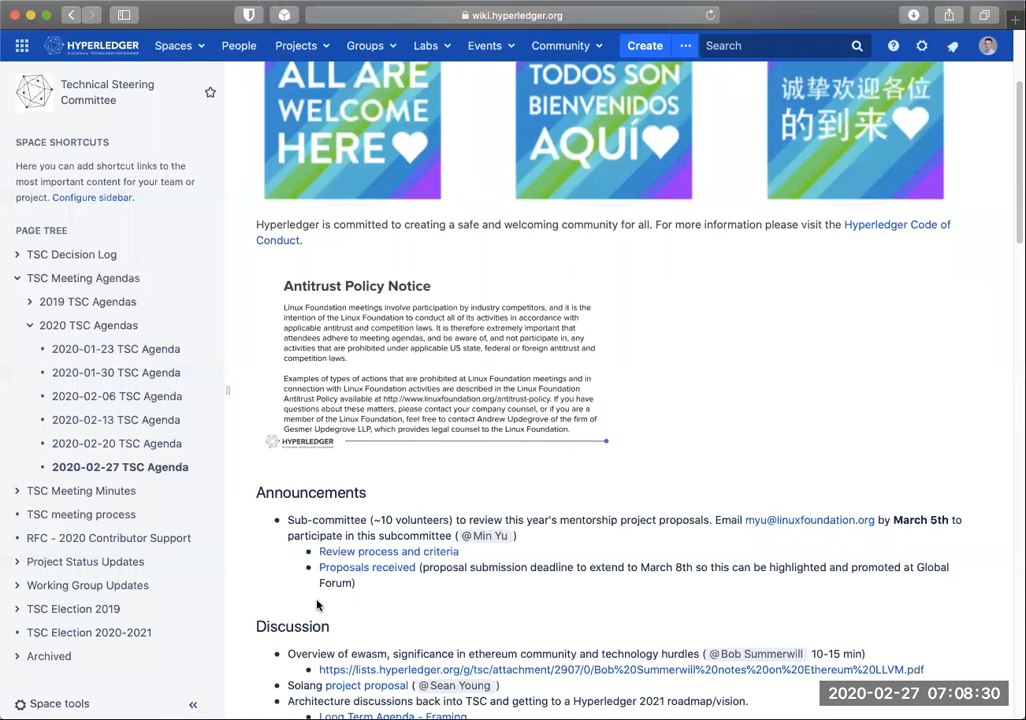 wiki.hyperledger.org
HYPERLEDGER
Spaces
People
Projects
Groups
Labs
Events
Community
Create
Search
Technical Steering
Committee
SPACE SHORTCUTS
Here you can add shortcut links to the
most important content for your team or
project. Configure sidebar.
PAGE TREE
TSC Decision Log
TSC Meeting Agendas
2019 TSC Agendas
2020 TSC Agendas
2020-01-23 TSC Agenda
2020-01-30 TSC Agenda
2020-02-06 TSC Agenda
2020-02-13 TSC Agenda
2020-02-20 TSC Agenda
2020-02-27 TSC Agenda
TSC Meeting Minutes
TSC meeting process
RFC - 2020 Contributor Support
Project Status Updates
Working Group Updates
TSC Election 2019
TSC Election 2020-2021
Archived
Space tools
ALL ARE
WELCOME
HERE
TODOS SON
BIENVENIDOS
AQUÍ
诚挚欢迎各位
的到来
Hyperledger is committed to creating a safe and welcoming community for all. For more information please visit the Hyperledger Code of
Conduct.
Antitrust Policy Notice
Linux Foundation meetings involve participation by industry competitors, and it is the
intention of the Linux Foundation to conduct all of its activities in accordance with
applicable antitrust and competition laws. It is therefore extremely important that
attendees adhere to meeting agendas, and be aware of, and not participate in, any
activities that are prohibited under applicable US state, federal or foreign antitrust and
competition laws.
Examples of types of actions that are prohibited at Linux Foundation meetings and in
connection with Linux Foundation activities are described in the Linux Foundation
Antitrust Policy available at http://www.linuxfoundation.org/antitrust-policy. If you have
questions about these matters, please contact your company counsel, or if you are a
member of the Linux Foundation, feel free to contact Andrew Updegrove of the firm of
Gesmer Updegrove LLP, which provides legal counsel to the Linux Foundation.
HYPERLEDGER
Announcements
Sub-committee (~10 volunteers) to review this year's mentorship project proposals. Email myu@linuxfoundation.org by March 5th to
participate in this subcommittee ( @Min Yu )
Review process and criteria
Proposals received (proposal submission deadline to extend to March 8th so this can be highlighted and promoted at Global
Forum)
Discussion
Overview of ewasm, significance in ethereum community and technology hurdles ( @Bob Summerwill 10-15 min)
https://lists.hyperledger.org/g/tsc/attachment/2907/0/Bob%20Summerwill%20notes%20on%20Ethereum%20LLVM.pdf
Solang project proposal ( @Sean Young )
Architecture discussions back into TSC and getting to a Hyperledger 2021 roadmap/vision.
Long Term Agenda - Framing
2020-02-27 07:08:30